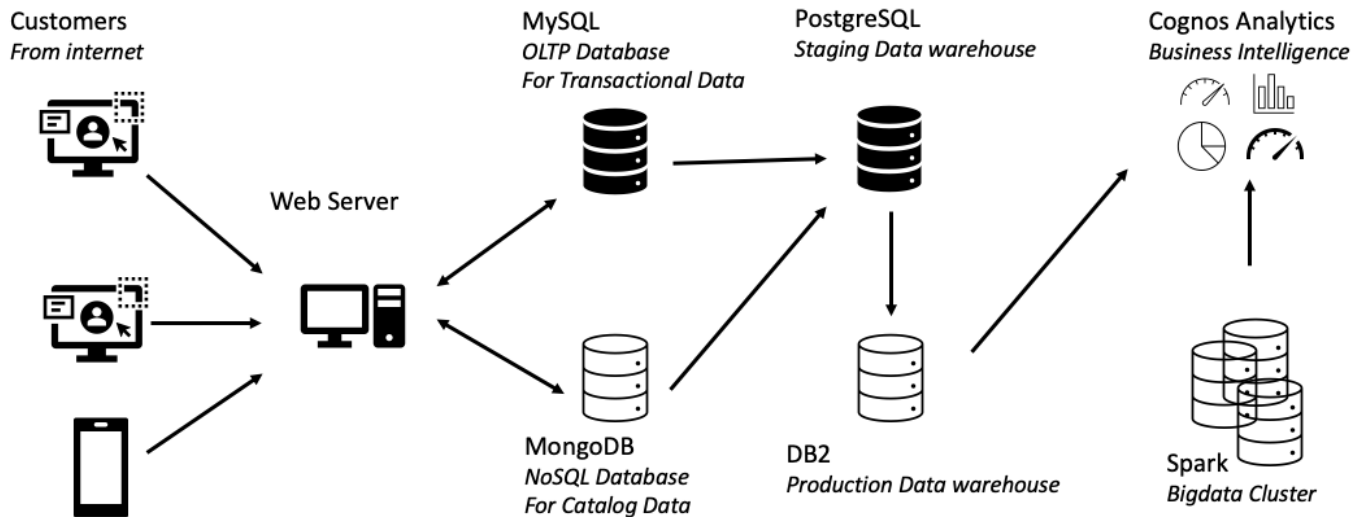 Customers
From internet
Web Server
MySQL
OLTP Database
For Transactional Data
MongoDB
NoSQL Database
For Catalog Data
PostgreSQL
Staging Data warehouse
DB2
Production Data warehouse
Cognos Analytics
Business Intelligence
Spark
Bigdata Cluster